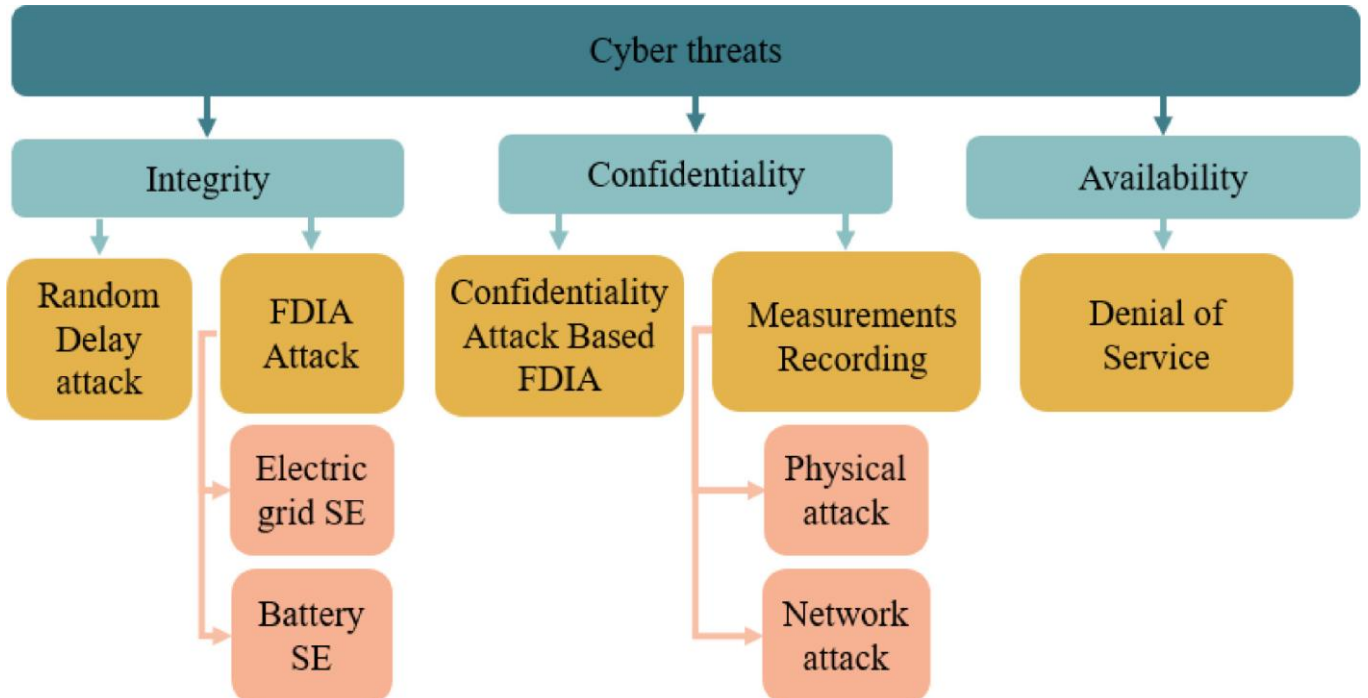 Cyber threats
Integrity
Confidentiality
Availability
Random
Delay
attack
FDIA
Attack
Confidentiality
Attack Based
FDIA
Measurements
Recording
Denial of
Service
Electric
grid SE
Physical
attack
Battery
SE
Network
attack